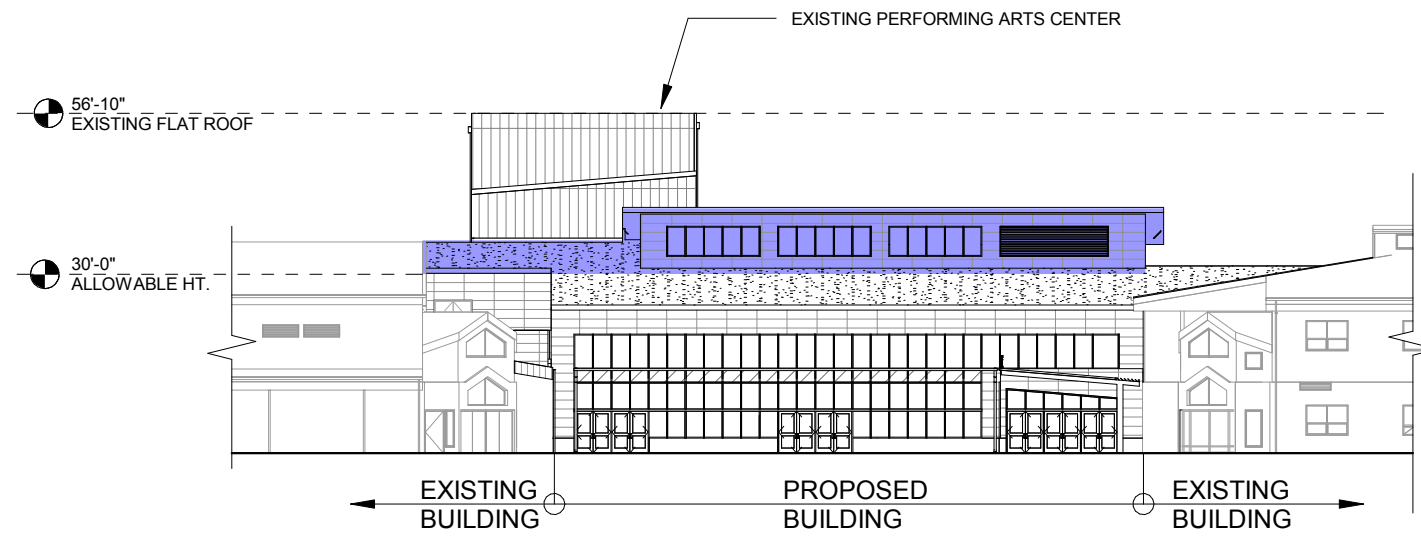 EXISTING PERFORMING ARTS CENTER
56'-10"
EXISTING FLAT ROOF
30'-0"
ALLOWABLE HT.
EXISTING
BUILDING
PROPOSED
BUILDING
EXISTING
BUILDING